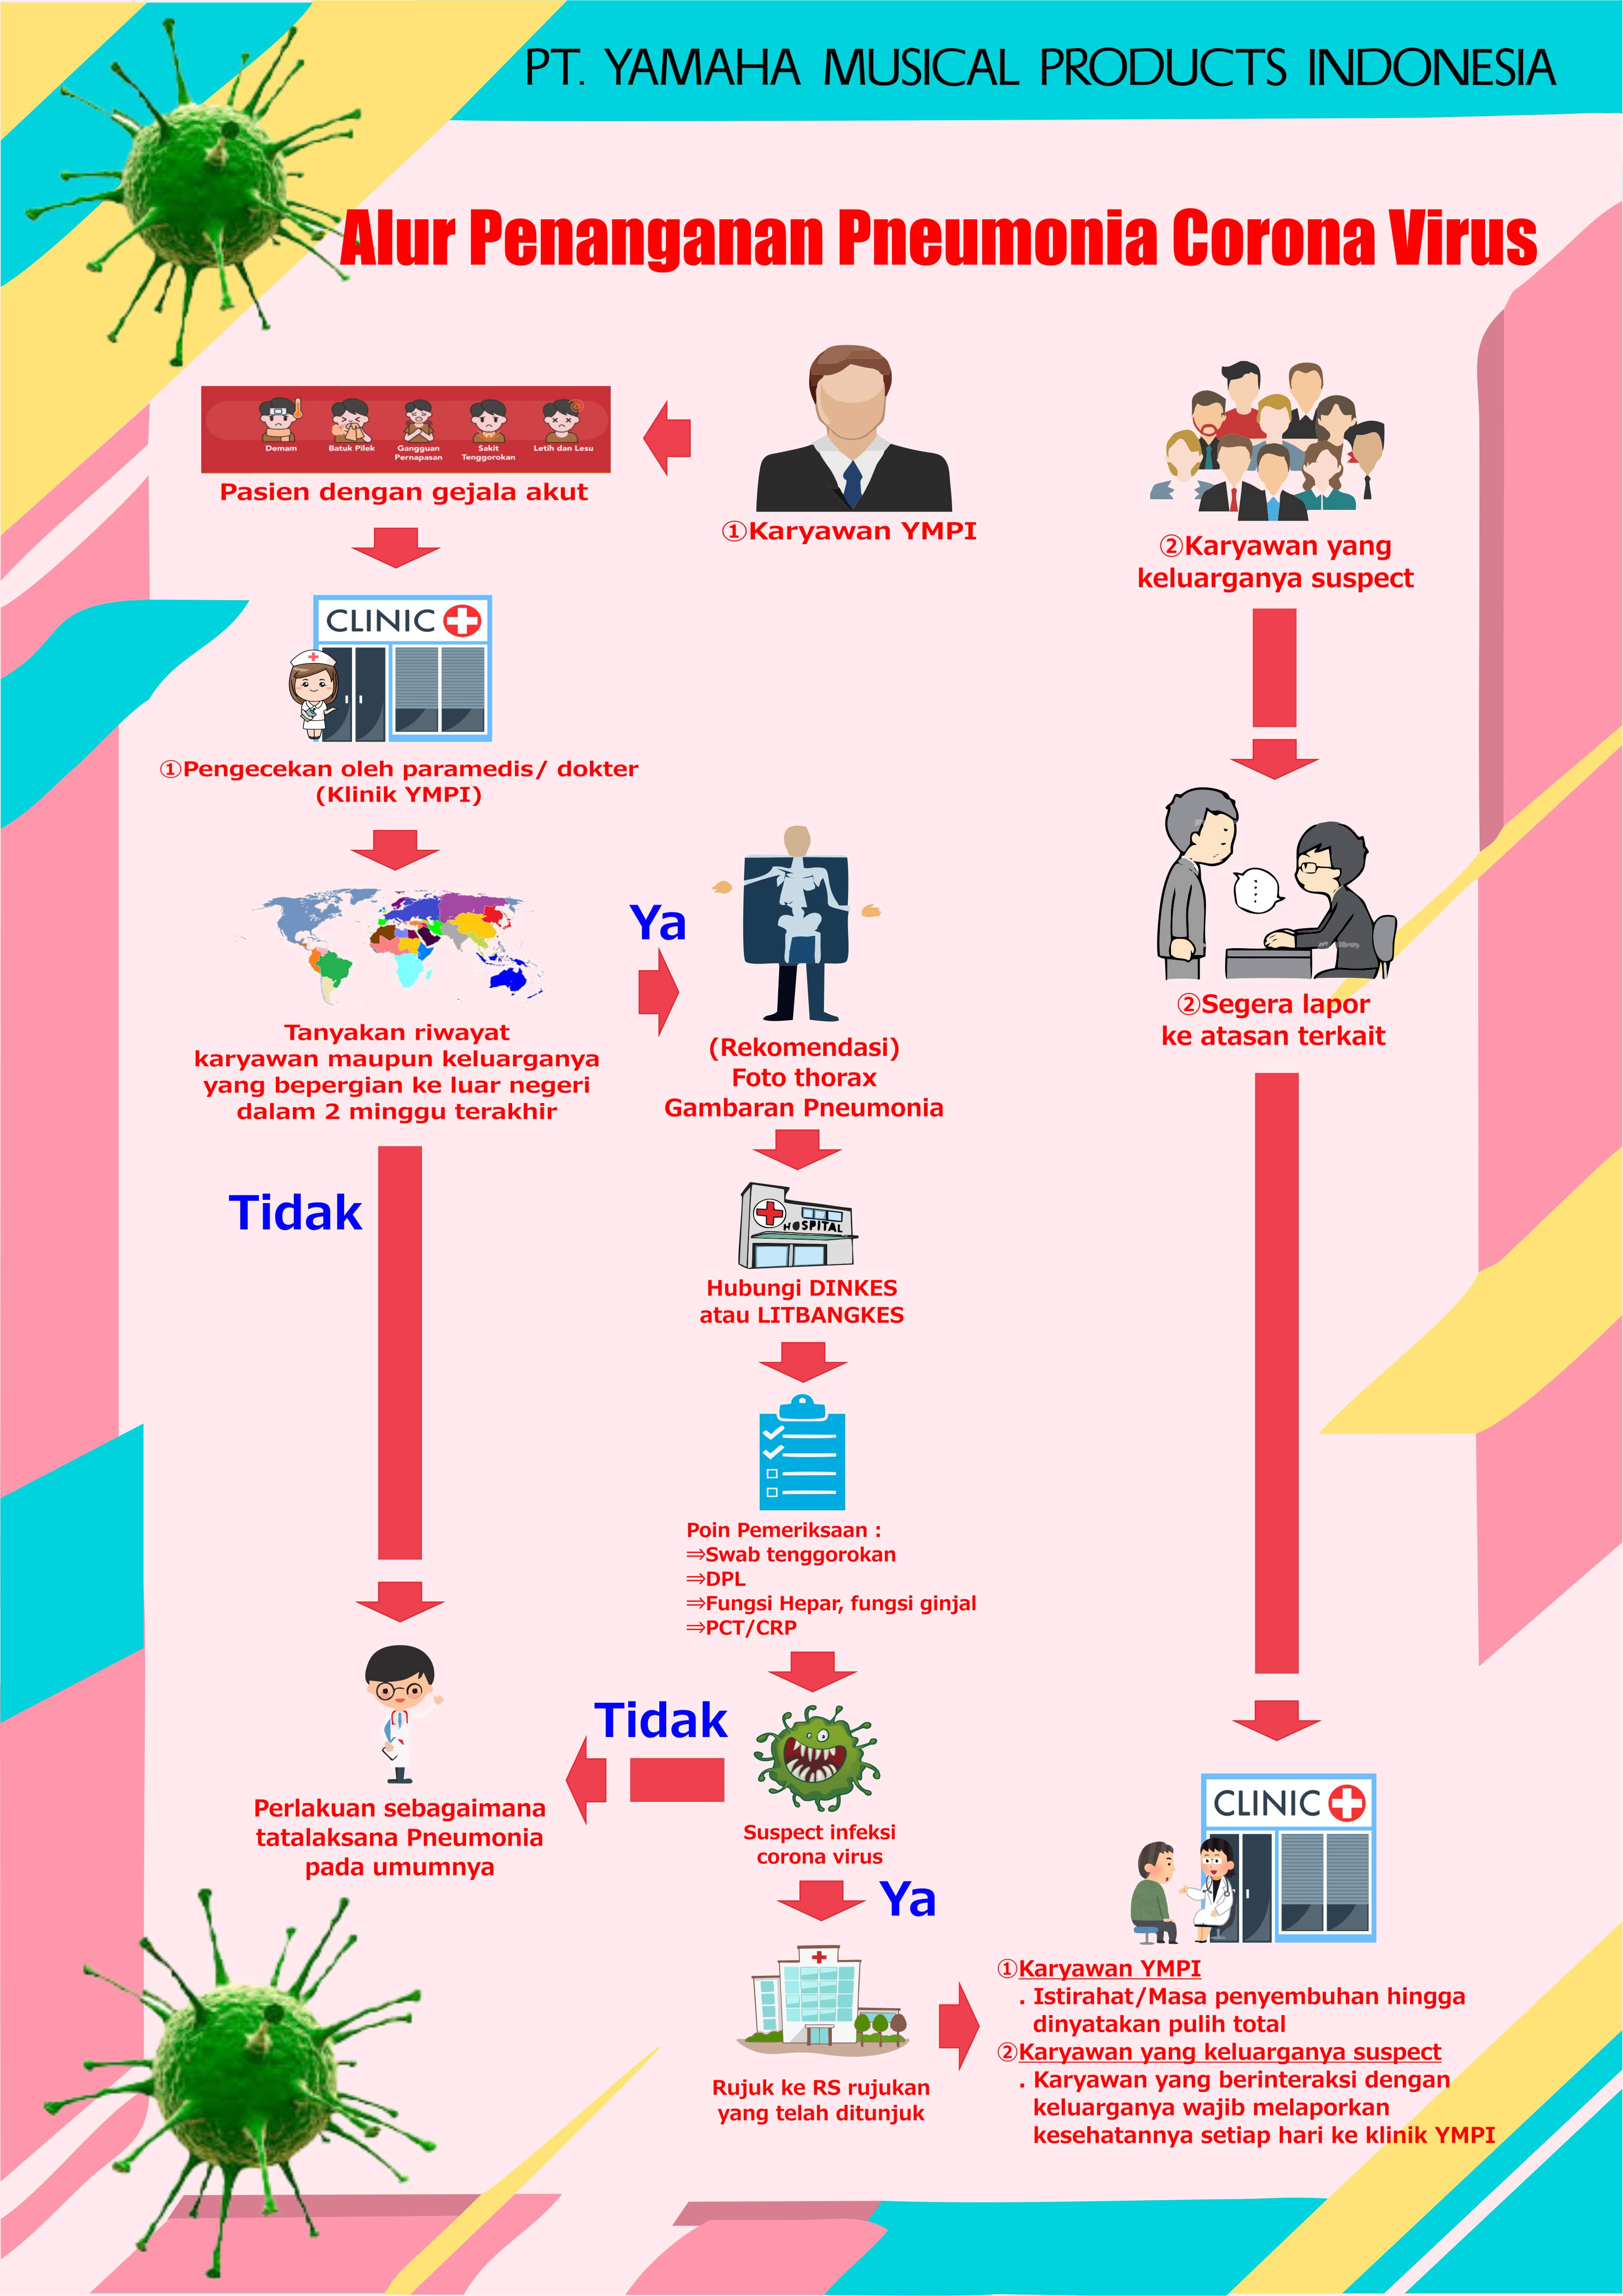 PT. YAMAHA MUSICAL PRODUCTS INDONESIA
Alur Penanganan Pneumonia Corona Virus
Demam
Batuk Pilek
Gangguan
Pernapasan
Sakit
Tenggorokan
Letih dan Lesu
Pasien dengan gejala akut
①Karyawan YMPI
②Karyawan yang
keluarganya suspect
CLINIC
①Pengecekan oleh paramedis/ dokter
(Klinik YMPI)
Tanyakan riwayat
karyawan maupun keluarganya
yang bepergian ke luar negeri
dalam 2 minggu terakhir
Ya
(Rekomendasi)
Foto thorax
Gambaran Pneumonia
②Segera lapor
ke atasan terkait
Tidak
HOSPITAL
Hubungi DINKES
atau LITBANGKES
Poin Pemeriksaan :
⇒Swab tenggorokan
⇒DPL
⇒Fungsi Hepar, fungsi ginjal
⇒PCT/CRP
Tidak
Suspect infeksi
corona virus
Perlakuan sebagaimana
tatalaksana Pneumonia
pada umumnya
Ya
Rujuk ke RS rujukan
yang telah ditunjuk
CLINIC
①Karyawan YMPI
. Istirahat/Masa penyembuhan hingga
dinyatakan pulih total
②Karyawan yang keluarganya suspect
. Karyawan yang berinteraksi dengan
keluarganya wajib melaporkan
kesehatannya setiap hari ke klinik YMPI